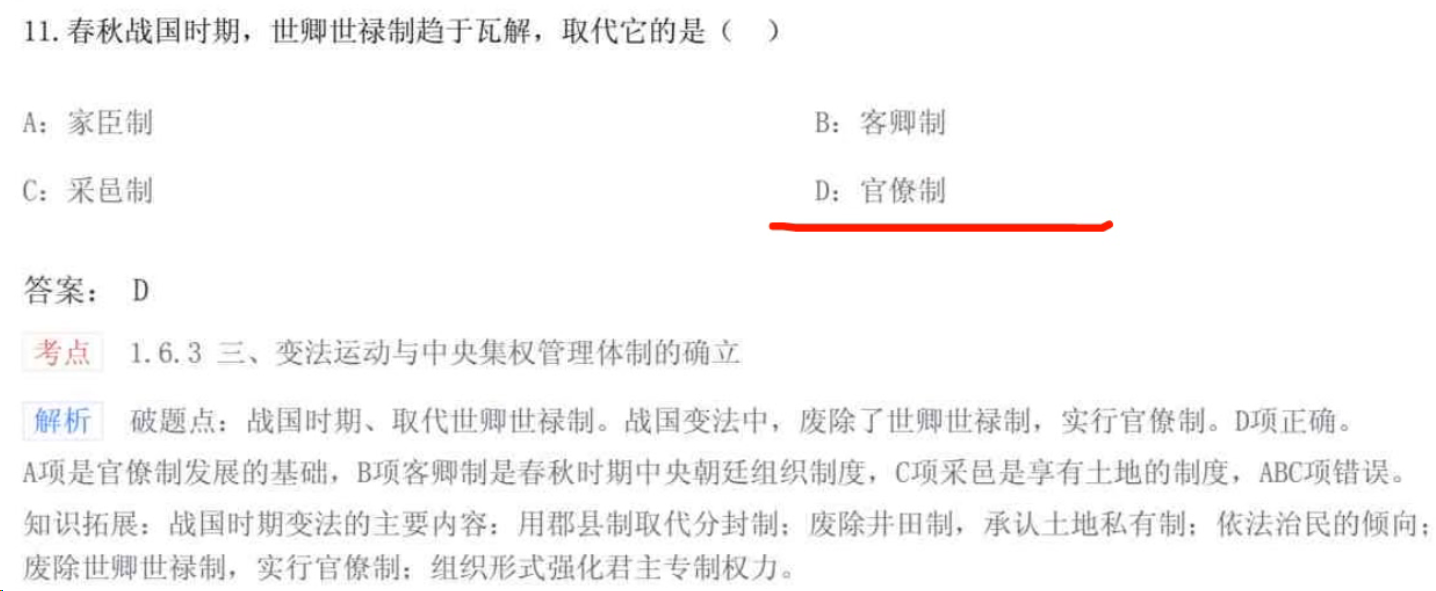 11.春秋战国时期，世卿世禄制趋于瓦解，取代它的是（ ）
A：家臣制
B：客卿制
C：采邑制
D：官僚制
答案： D
考点 1.6.3 三、变法运动与中央集权管理体制的确立
解析 破题点：战国时期、取代世卿世禄制。战国变法中，废除了世卿世禄制，实行官僚制。D项正确。
A项是官僚制发展的基础，B项客卿制是春秋时期中央朝廷组织制度，C项采邑是享有土地的制度，ABC项错误。
知识拓展：战国时期变法的主要内容：用郡县制取代分封制；废除井田制，承认土地私有制；依法治民的倾向；
废除世卿世禄制，实行官僚制；组织形式强化君主专制权力。